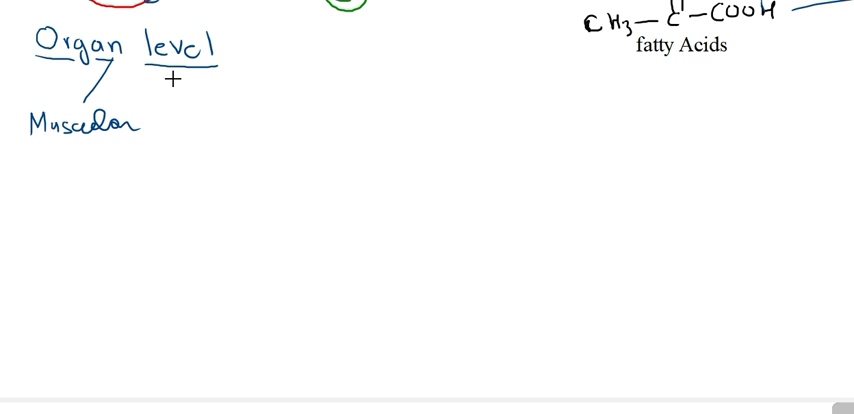 CH3-C-COOH
fatty Acids
Organ level
Muscular